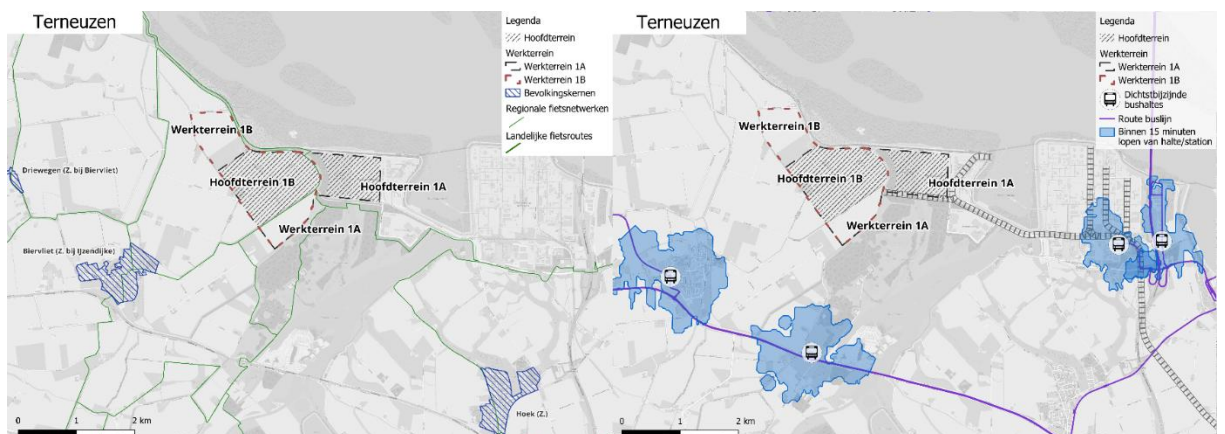 Terneuzen
Legenda
Hoofdterrein
Werkterrein
Werkterrein 1A
Werkterrein 1B
Bevolkingskernen
Regionale fietsnetwerken
Landelijke fietsroutes
Werkterrein 1B
Hoofdterrein 1B
Hoofdterrein 1A
Werkterrein 1A
Driewegen (Z. bij Biervliet)
Biervliet (Z. bij IJzendijke)
Hoek (Z.)
0 1 2 km
Terneuzen
Legenda
Hoofdterrein
Werkterrein
Werkterrein 1A
Werkterrein 1B
Dichtstbijzijnde
bushaltes
Route buslijn
Binnen 15 minuten
lopen van halte/station
Werkterrein 1B
Hoofdterrein 1B
Hoofdterrein 1A
Werkterrein 1A
0 1 2 km